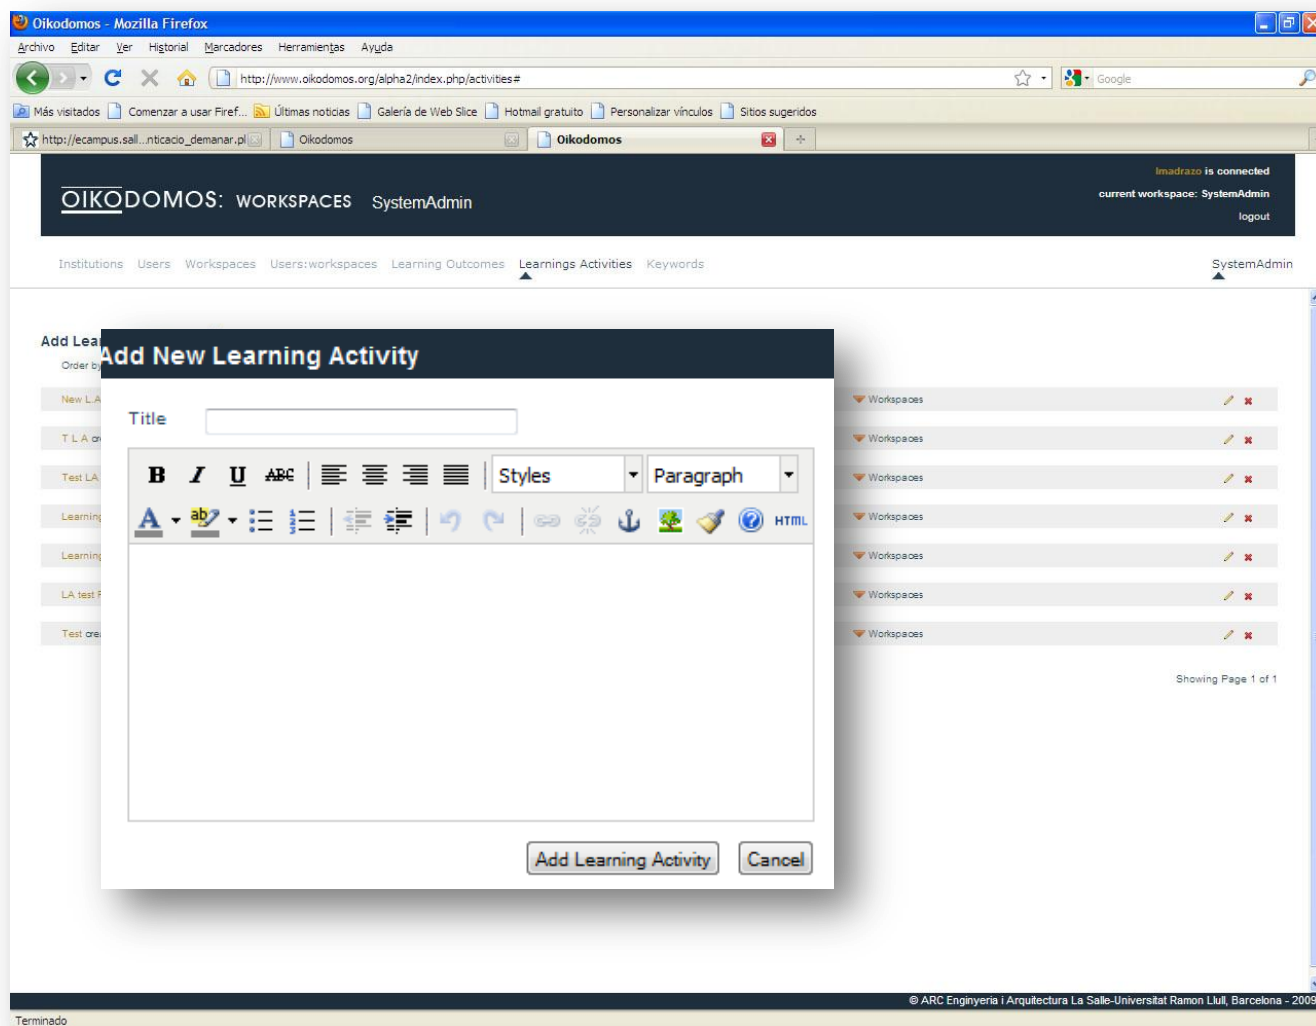 Oikodomos - Mozilla Firefox
Archivo Editar Ver Historial Marcadores Herramientas Ayuda
http://www.oikodomos.org/alpha2/index.php/activities# Google
Más visitados Comenzar a usar Firef... Últimas noticias Galería de Web Slice Hotmail gratuito Personalizar vínculos Sitios sugeridos
http://ecampus.sall...nticacio_demanar.pl Oikodomos Oikodomos
lmadrazo is connected
current workspace: SystemAdmin
logout
OIKODOMOS: WORKSPACES SystemAdmin
Institutions Users Workspaces Users:workspaces Learning Outcomes Learnings Activities Keywords SystemAdmin
Add Lea
Order by
Add New Learning Activity
New L.A Workspaces
Title
T L A cre Workspaces
Test LA Workspaces
B I U ABC Styles Paragraph
Learning Workspaces
A ab HTML
Learning Workspaces
LA test Workspaces
Test crea Workspaces
Showing Page 1 of 1
Add Learning Activity Cancel
© ARC Enginyeria i Arquitectura La Salle-Universitat Ramon Llull, Barcelona - 2009
Terminado